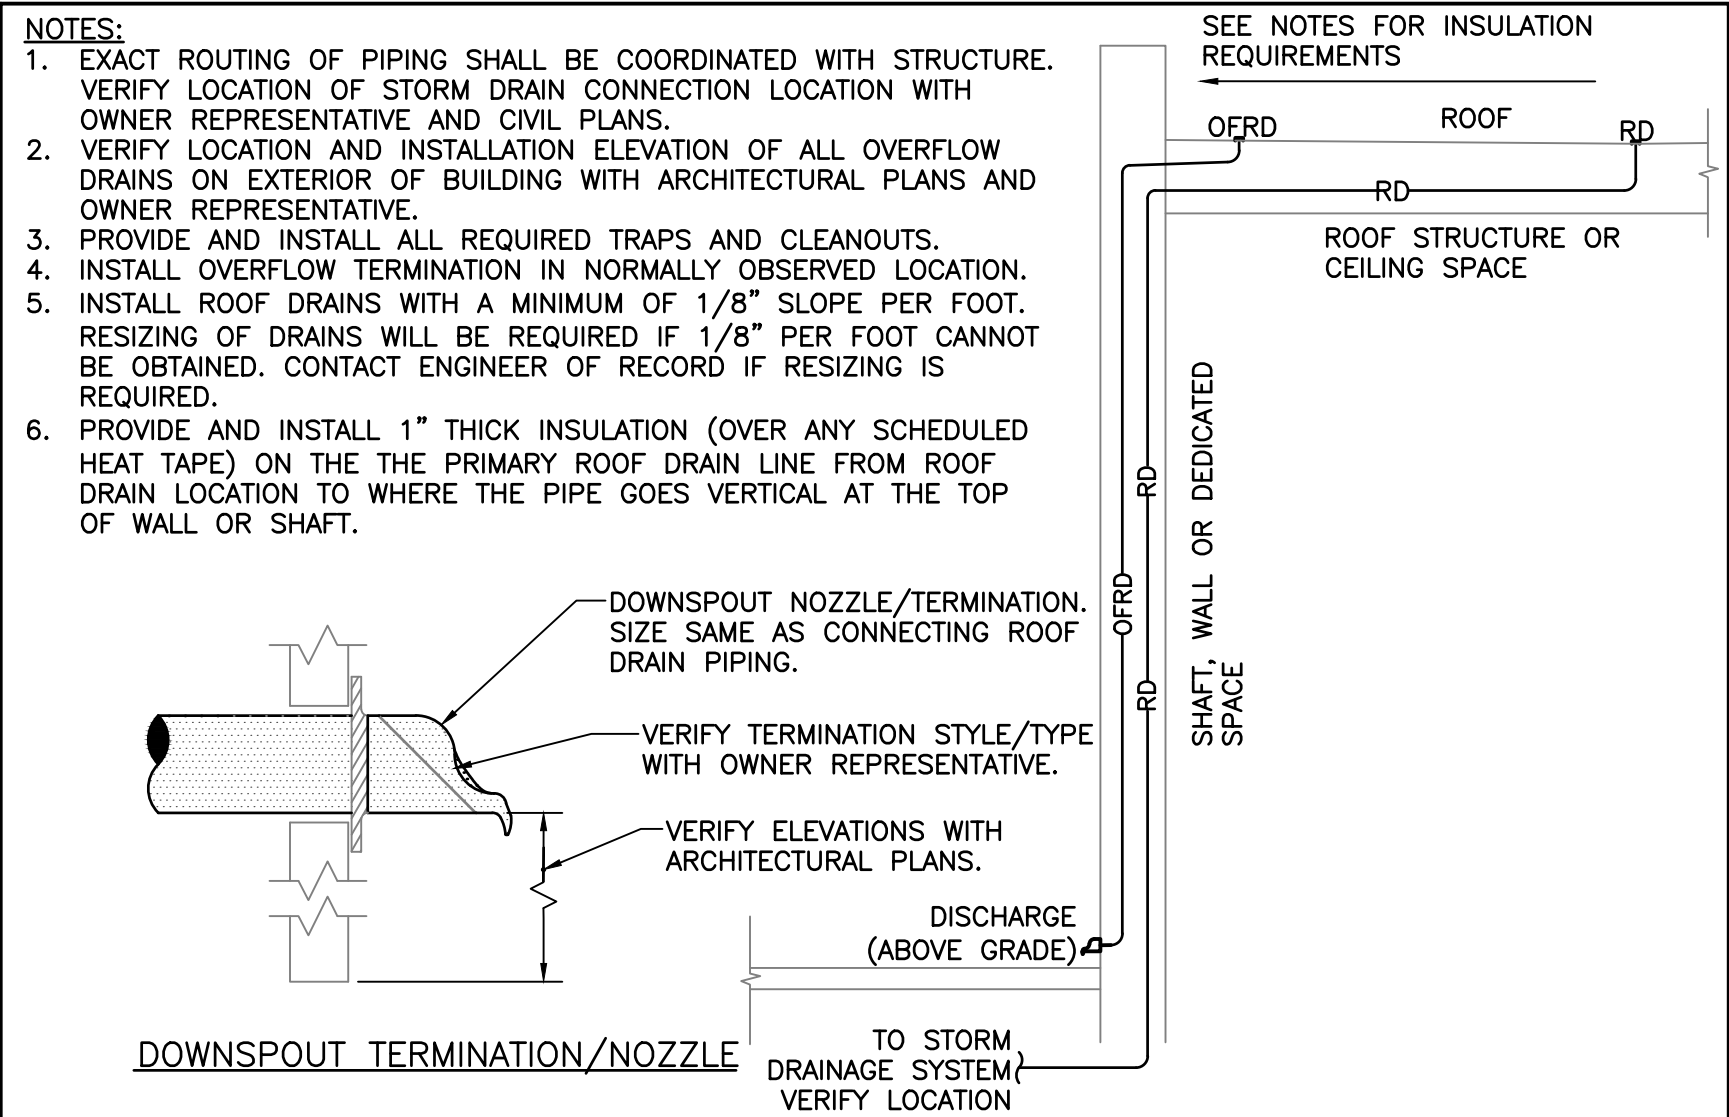 NOTES:
1. EXACT ROUTING OF PIPING SHALL BE COORDINATED WITH STRUCTURE.
VERIFY LOCATION OF STORM DRAIN CONNECTION LOCATION WITH
OWNER REPRESENTATIVE AND CIVIL PLANS.
2. VERIFY LOCATION AND INSTALLATION ELEVATION OF ALL OVERFLOW
DRAINS ON EXTERIOR OF BUILDING WITH ARCHITECTURAL PLANS AND
OWNER REPRESENTATIVE.
3. PROVIDE AND INSTALL ALL REQUIRED TRAPS AND CLEANOUTS.
4. INSTALL OVERFLOW TERMINATION IN NORMALLY OBSERVED LOCATION.
5. INSTALL ROOF DRAINS WITH A MINIMUM OF 1/8" SLOPE PER FOOT.
RESIZING OF DRAINS WILL BE REQUIRED IF 1/8" PER FOOT CANNOT
BE OBTAINED. CONTACT ENGINEER OF RECORD IF RESIZING IS
REQUIRED.
6. PROVIDE AND INSTALL 1" THICK INSULATION (OVER ANY SCHEDULED
HEAT TAPE) ON THE THE PRIMARY ROOF DRAIN LINE FROM ROOF
DRAIN LOCATION TO WHERE THE PIPE GOES VERTICAL AT THE TOP
OF WALL OR SHAFT.
SEE NOTES FOR INSULATION
REQUIREMENTS
OFRD
ROOF
RD
RD
ROOF STRUCTURE OR
CEILING SPACE
RD
OFRD
RD
SHAFT, WALL OR DEDICATED
SPACE
DOWNSPOUT NOZZLE/TERMINATION.
SIZE SAME AS CONNECTING ROOF
DRAIN PIPING.
VERIFY TERMINATION STYLE/TYPE
WITH OWNER REPRESENTATIVE.
VERIFY ELEVATIONS WITH
ARCHITECTURAL PLANS.
DISCHARGE
(ABOVE GRADE)
DOWNSPOUT TERMINATION/NOZZLE
TO STORM
DRAINAGE SYSTEM
VERIFY LOCATION